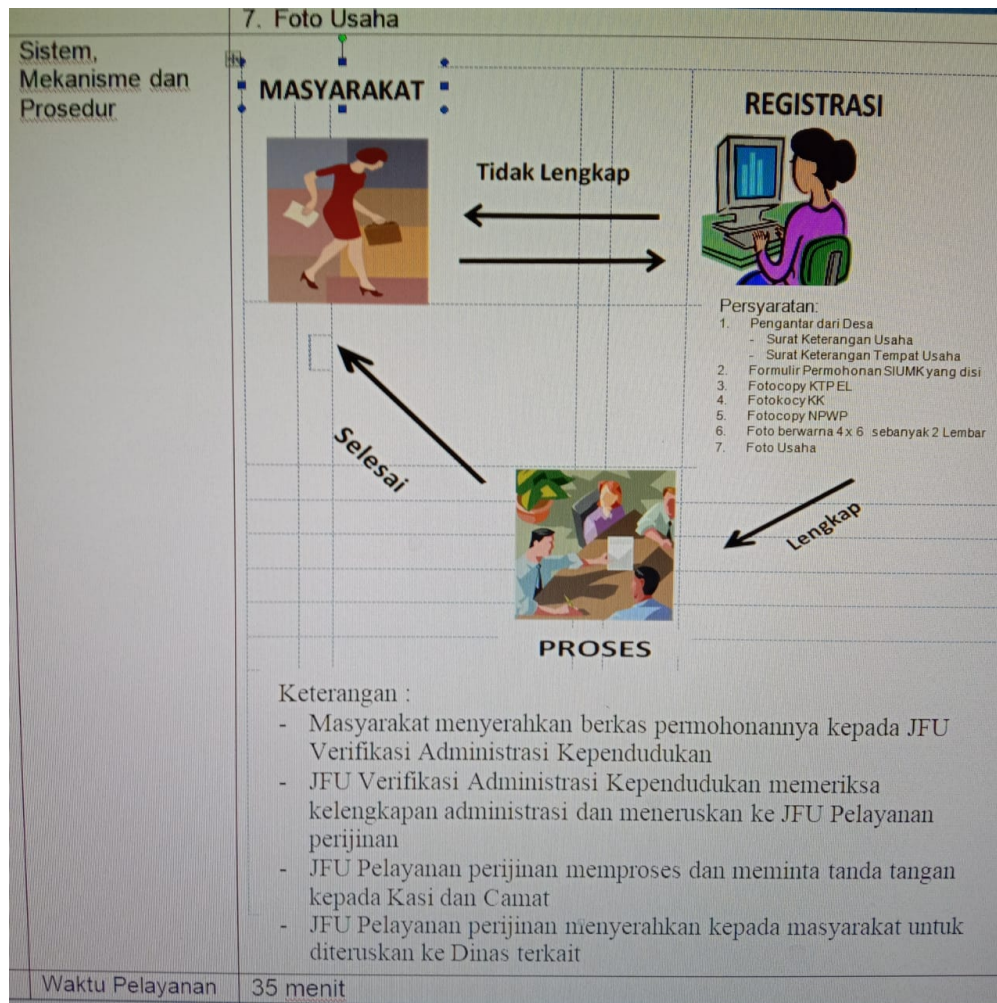 7. Foto Usaha
Sistem,
Mekanisme dan
Prosedur
MASYARAKAT
REGISTRASI
Tidak Lengkap
Persyaratan:
1. Pengantar dari Desa
- Surat Keterangan Usaha
- Surat Keterangan Tempat Usaha
2. Formulir Permohonan SIUMK yang disi
3. Fotocopy KTP EL
4. Fotokocy KK
5. Fotocopy NPWP
6. Foto berwarna 4 x 6 sebanyak 2 Lembar
7. Foto Usaha
Selesai
Lengkap
PROSES
Keterangan :
- Masyarakat menyerahkan berkas permohonannya kepada JFU
Verifikasi Administrasi Kependudukan
- JFU Verifikasi Administrasi Kependudukan memeriksa
kelengkapan administrasi dan meneruskan ke JFU Pelayanan
perijinan
- JFU Pelayanan perijinan memproses dan meminta tanda tangan
kepada Kasi dan Camat
- JFU Pelayanan perijinan menyerahkan kepada masyarakat untuk
diteruskan ke Dinas terkait
Waktu Pelayanan
35 menit